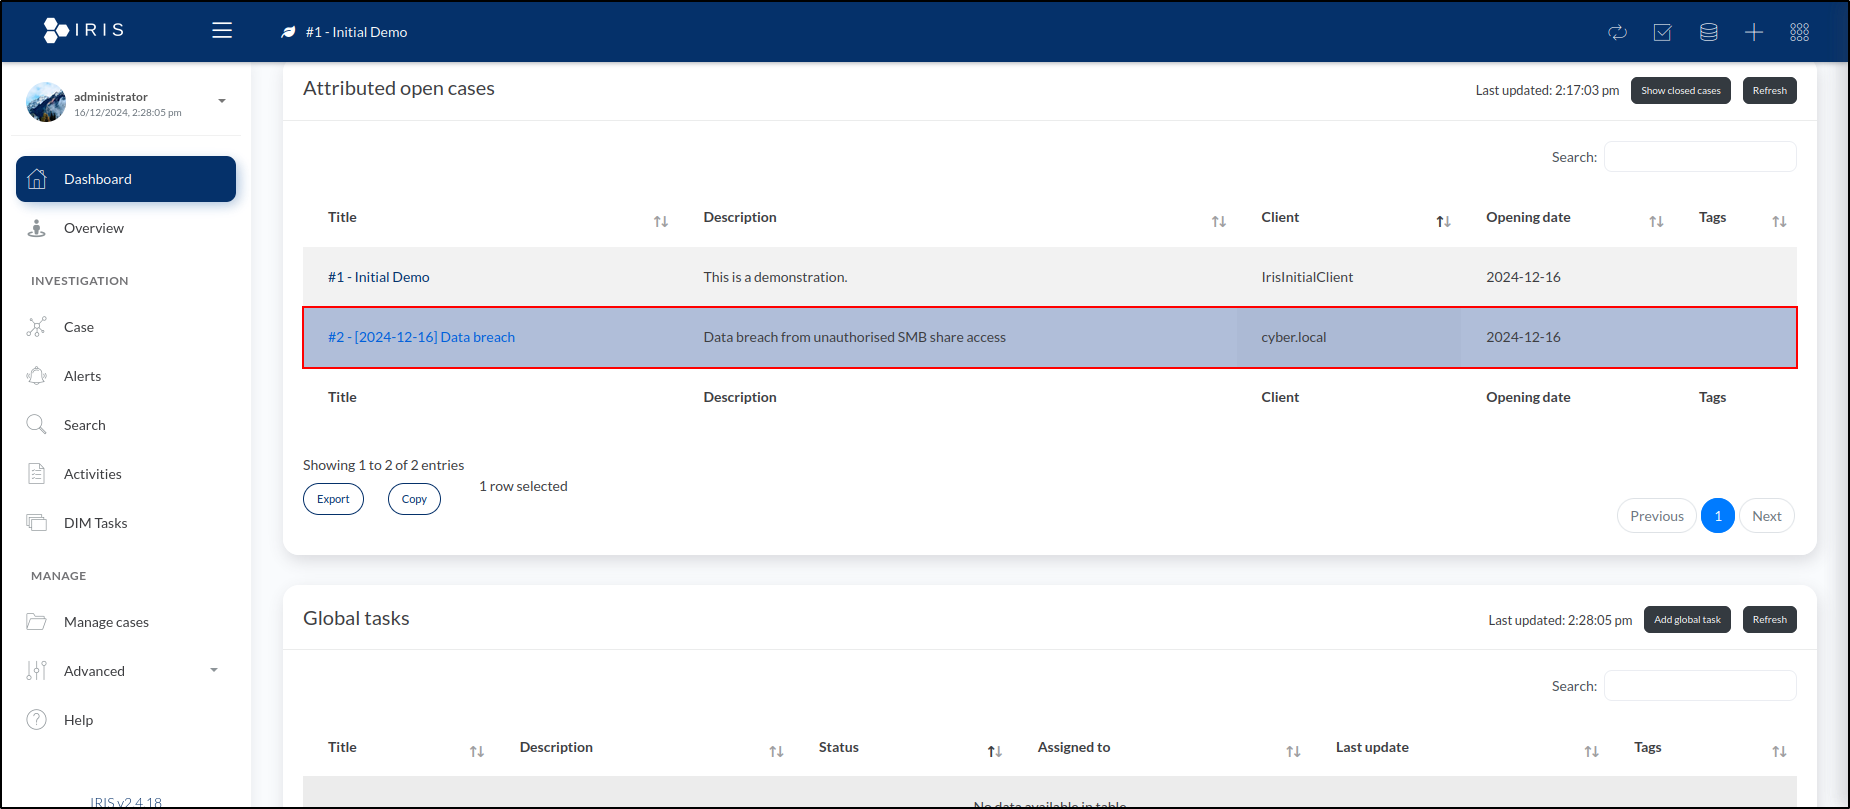 IRIS
#1 - Initial Demo
administrator
16/12/2024, 2:28:05 pm
Dashboard
Overview
INVESTIGATION
Case
Alerts
Search
Activities
DIM Tasks
MANAGE
Manage cases
Advanced
Help
IRIS v2.4.18
Attributed open cases
Last updated: 2:17:03 pm Show closed cases Refresh
Search:
Title Description Client Opening date Tags
#1 - Initial Demo This is a demonstration. IrisInitialClient 2024-12-16
#2 - [2024-12-16] Data breach Data breach from unauthorised SMB share access cyber.local 2024-12-16
Title Description Client Opening date Tags
Showing 1 to 2 of 2 entries
Export Copy 1 row selected
Previous 1 Next
Global tasks
Last updated: 2:28:05 pm Add global task Refresh
Search:
Title Description Status Assigned to Last update Tags
No data available in table